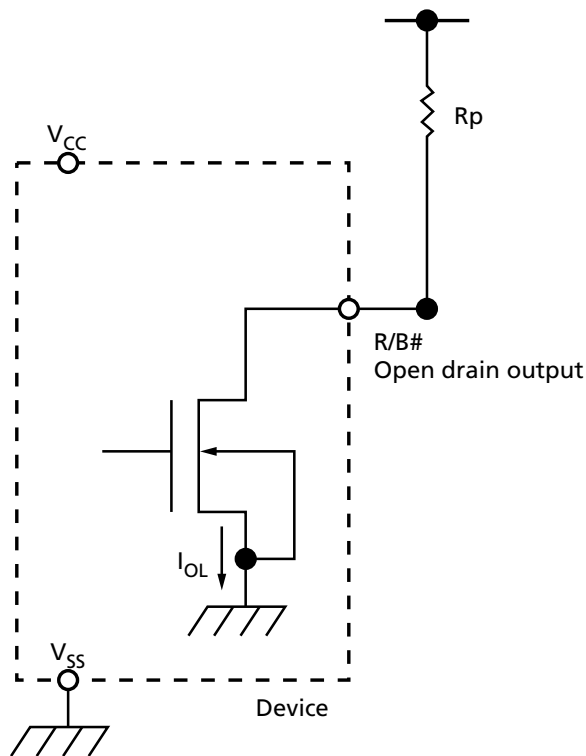 Rp
V_CC
R/B#
Open drain output
I_OL
V_SS
Device